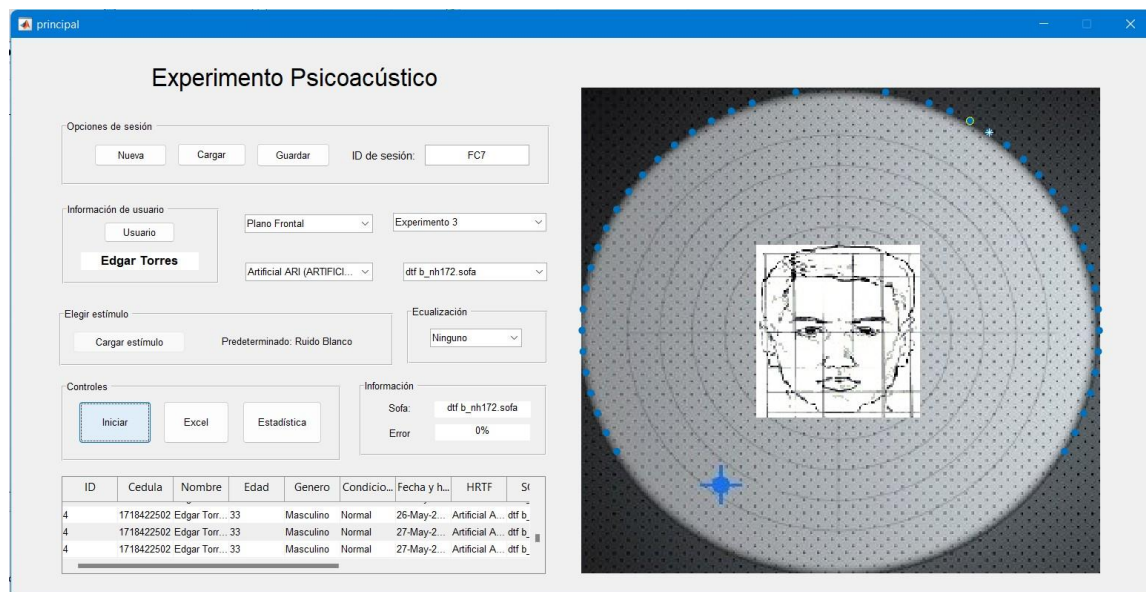 principal
Experimento Psicoacústico
Opciones de sesión
Nueva Cargar Guardar ID de sesión: FC7
Información de usuario
Usuario
Edgar Torres
Plano Frontal Experimento 3
Artificial ARI (ARTIFICI... dtf b_nh172.sofa
Elegir estímulo
Cargar estímulo Predeterminado: Ruido Blanco
Ecualización
Ninguno
Controles
Iniciar Excel Estadística
Información
Sofa: dtf b_nh172.sofa
Error 0%
ID Cedula Nombre Edad Genero Condicio... Fecha y h... HRTF
4 1718422502 Edgar Torr... 33 Masculino Normal 26-May-2... Artificial A... dtf b_
4 1718422502 Edgar Torr... 33 Masculino Normal 27-May-2... Artificial A... dtf b_
4 1718422502 Edgar Torr... 33 Masculino Normal 27-May-2... Artificial A... dtf b_